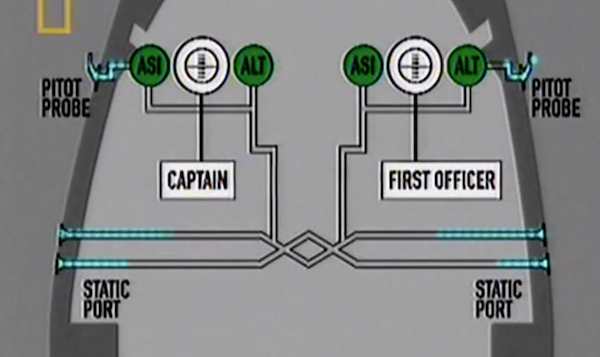 ASI
ALT
ASI
ALT
PITOT
PROBE
PITOT
PROBE
CAPTAIN
FIRST OFFICER
STATIC
PORT
STATIC
PORT